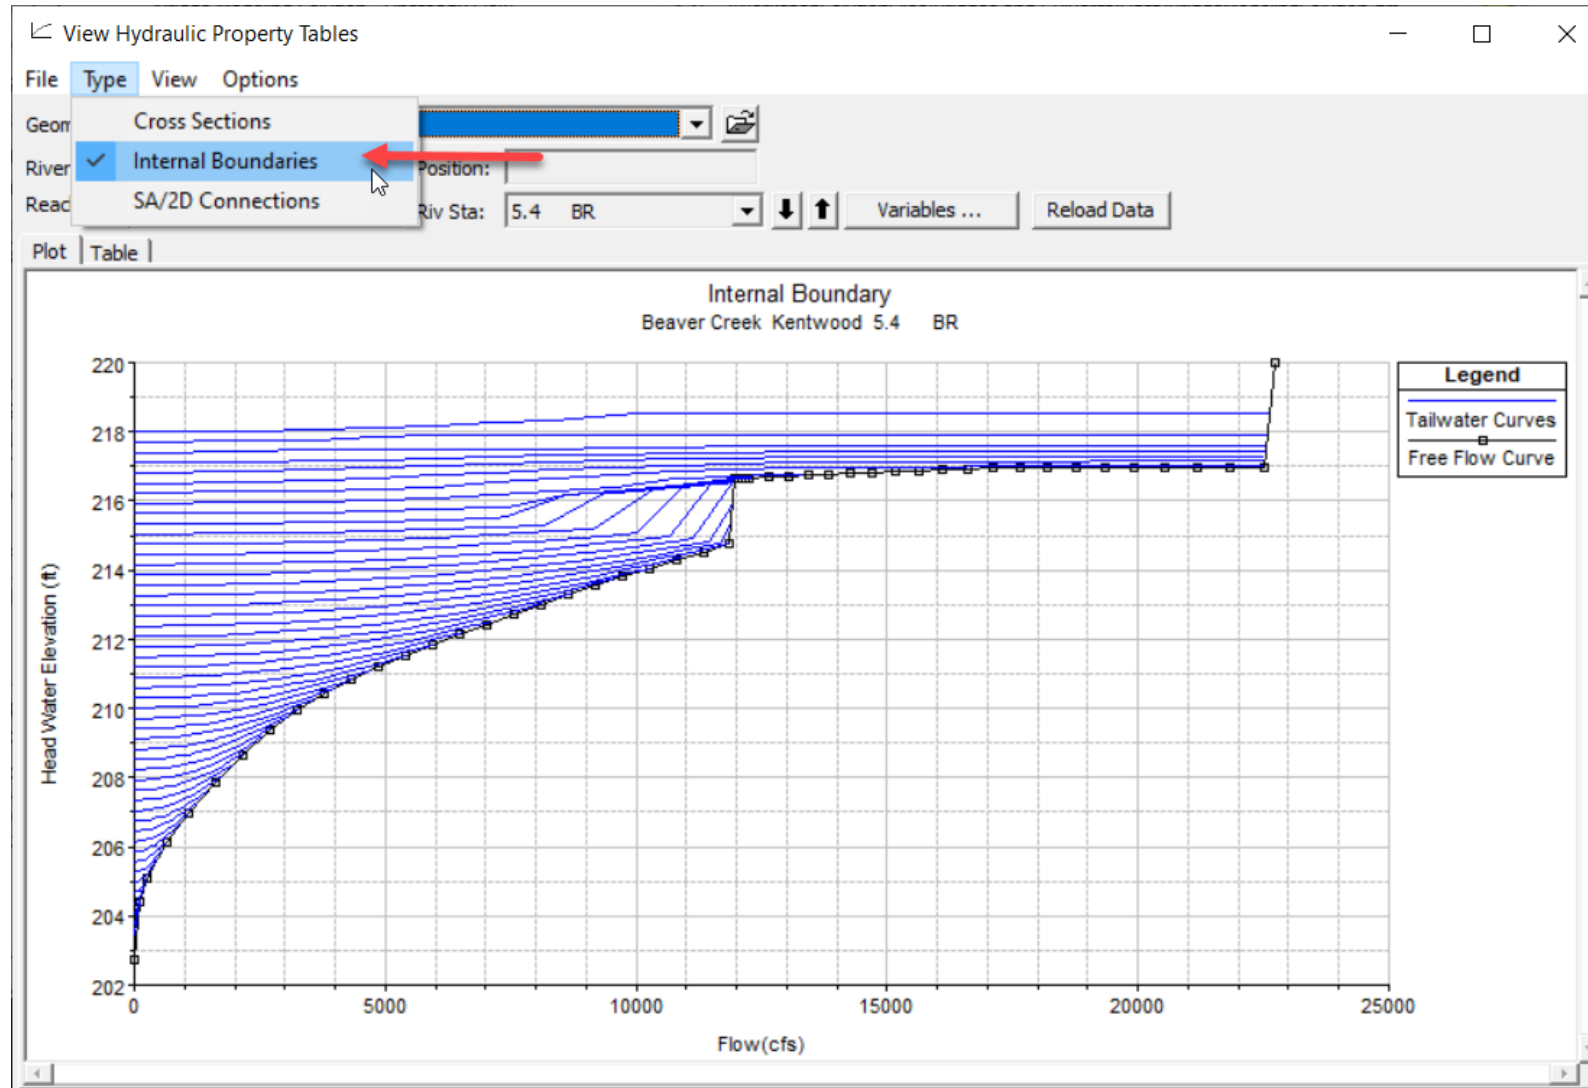 View Hydraulic Property Tables
File Type View Options
Cross Sections
Internal Boundaries
SA/2D Connections
Geom
River Position:
Reac Riv Sta: 5.4 BR Variables ... Reload Data
Plot Table
Internal Boundary
Beaver Creek Kentwood 5.4 BR
Legend
Tailwater Curves
Free Flow Curve
Head Water Elevation (ft)
220
218
216
214
212
210
208
206
204
202
0 5000 10000 15000 20000 25000
Flow(cfs)